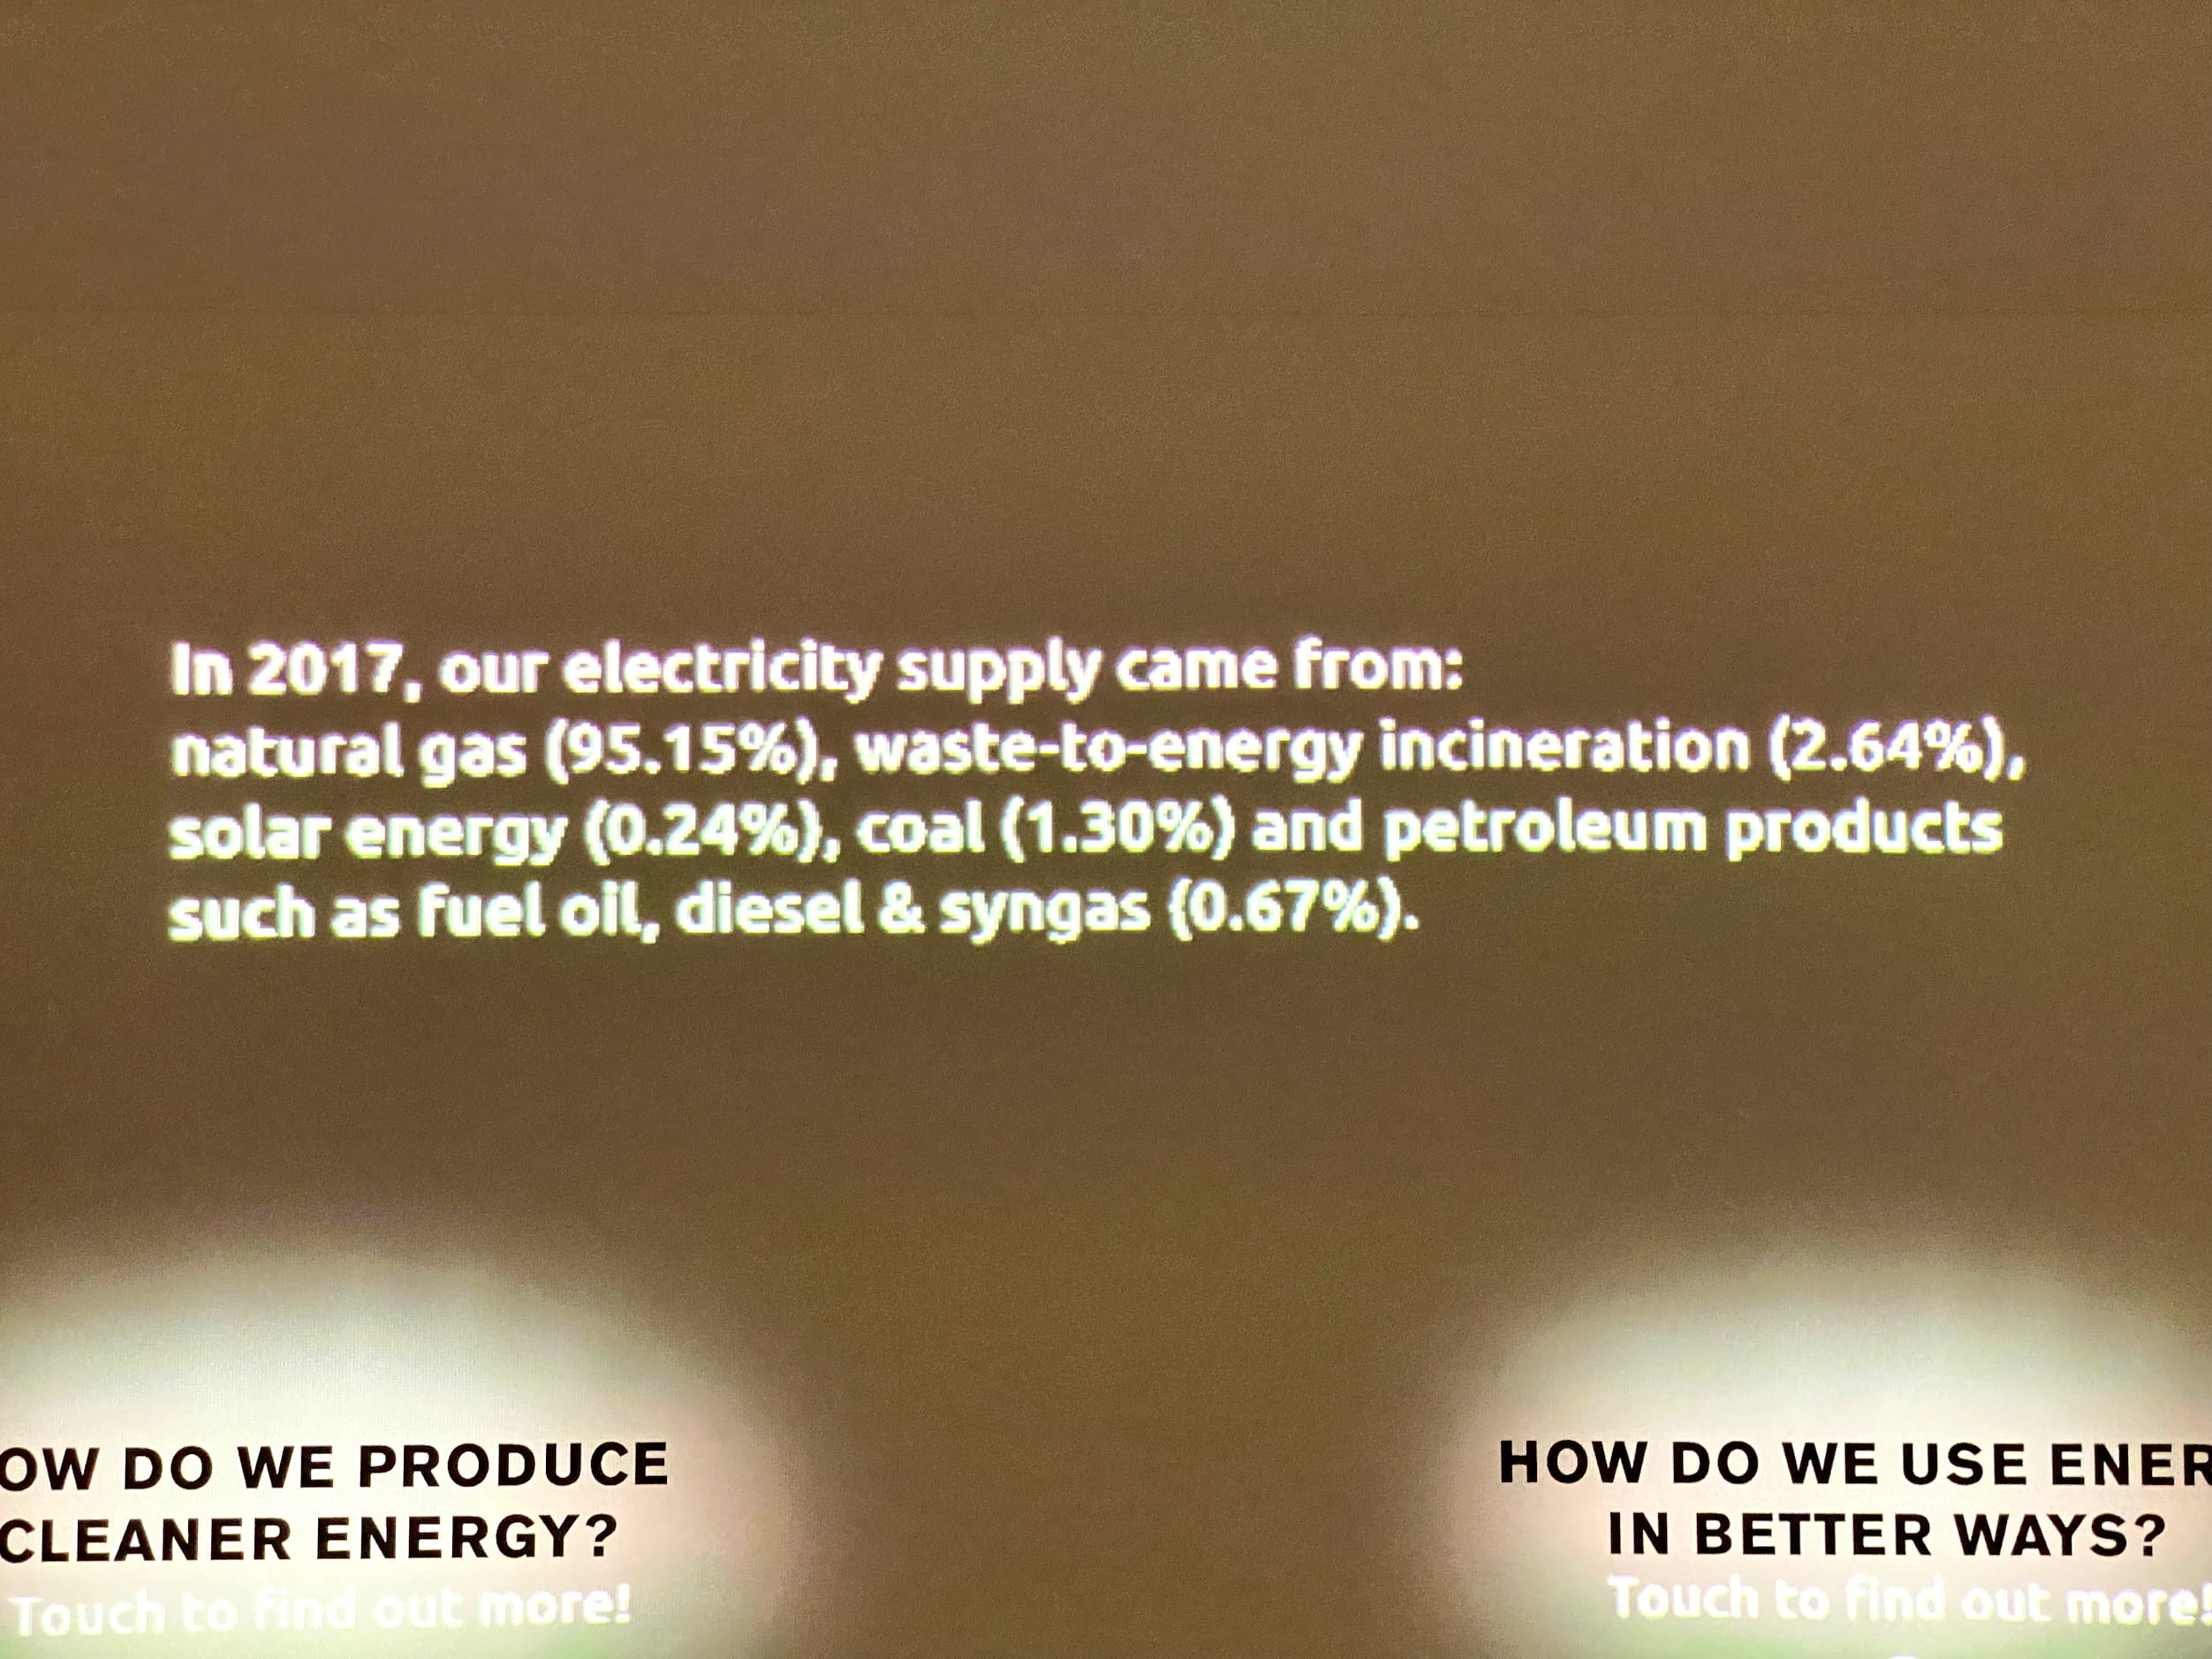 In 2017, our electricity supply came from:
natural gas (95.15%), waste-to-energy incineration (2.64%),
solar energy (0.24%), coal (1.30%) and petroleum products
such as fuel oil, diesel & syngas (0.67%).
OW DO WE PRODUCE
CLEANER ENERGY?
Touch to find out more!
HOW DO WE USE ENER
IN BETTER WAYS?
Touch to find out more!